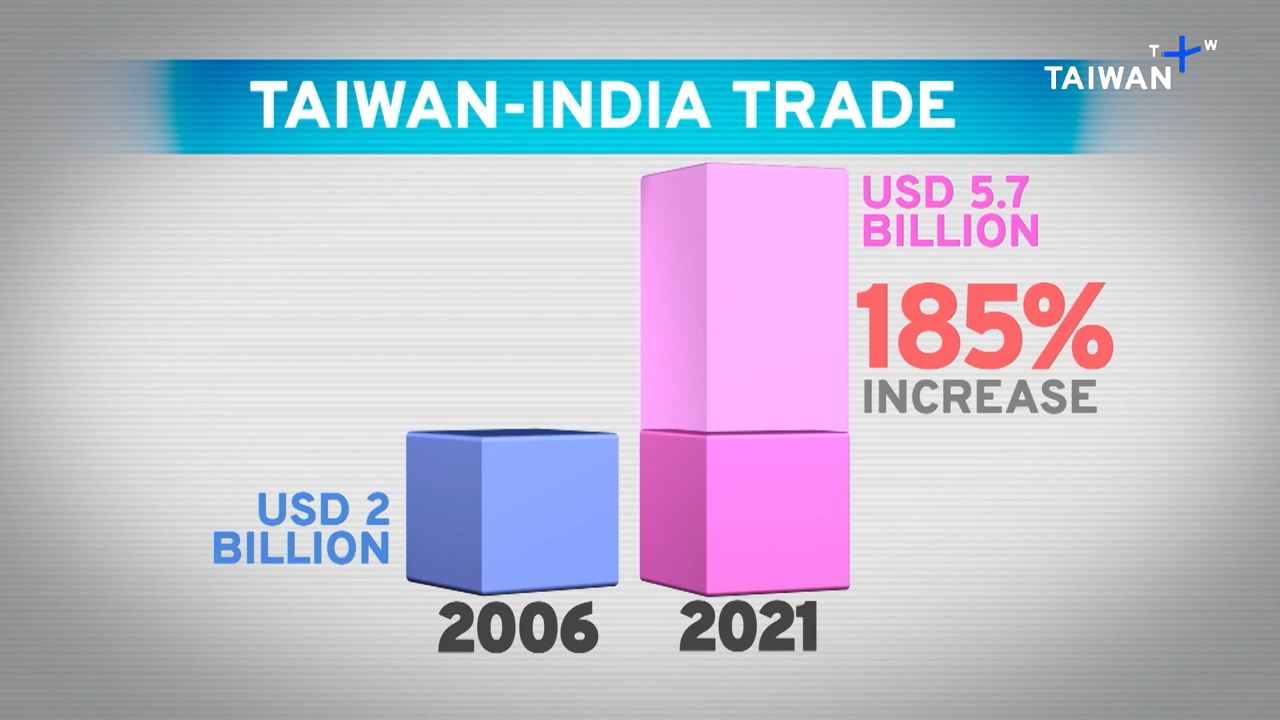 T W
TAIWAN
TAIWAN-INDIA TRADE
USD 5.7
BILLION
185%
INCREASE
USD 2
BILLION
2006
2021